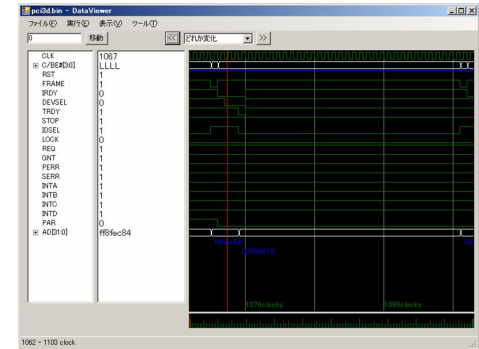 pci3d.bin - DataViewer
ファイル(F) 実行(E) 表示(V) ツール(T)
0 移動 << どれか変化 >>
CLK 1067
C/BE#[3:0] LLLL
RST 1
FRAME 1
IRDY 0
DEVSEL 0
TRDY 1
STOP 1
IDSEL 1
LOCK 0
REQ 1
GNT 1
PERR 1
SERR 1
INTA 1
INTB 1
INTC 1
INTD 1
PAR 0
AD[31:0] ff8fec84
1070clocks 1090clocks
1062 - 1103 clock